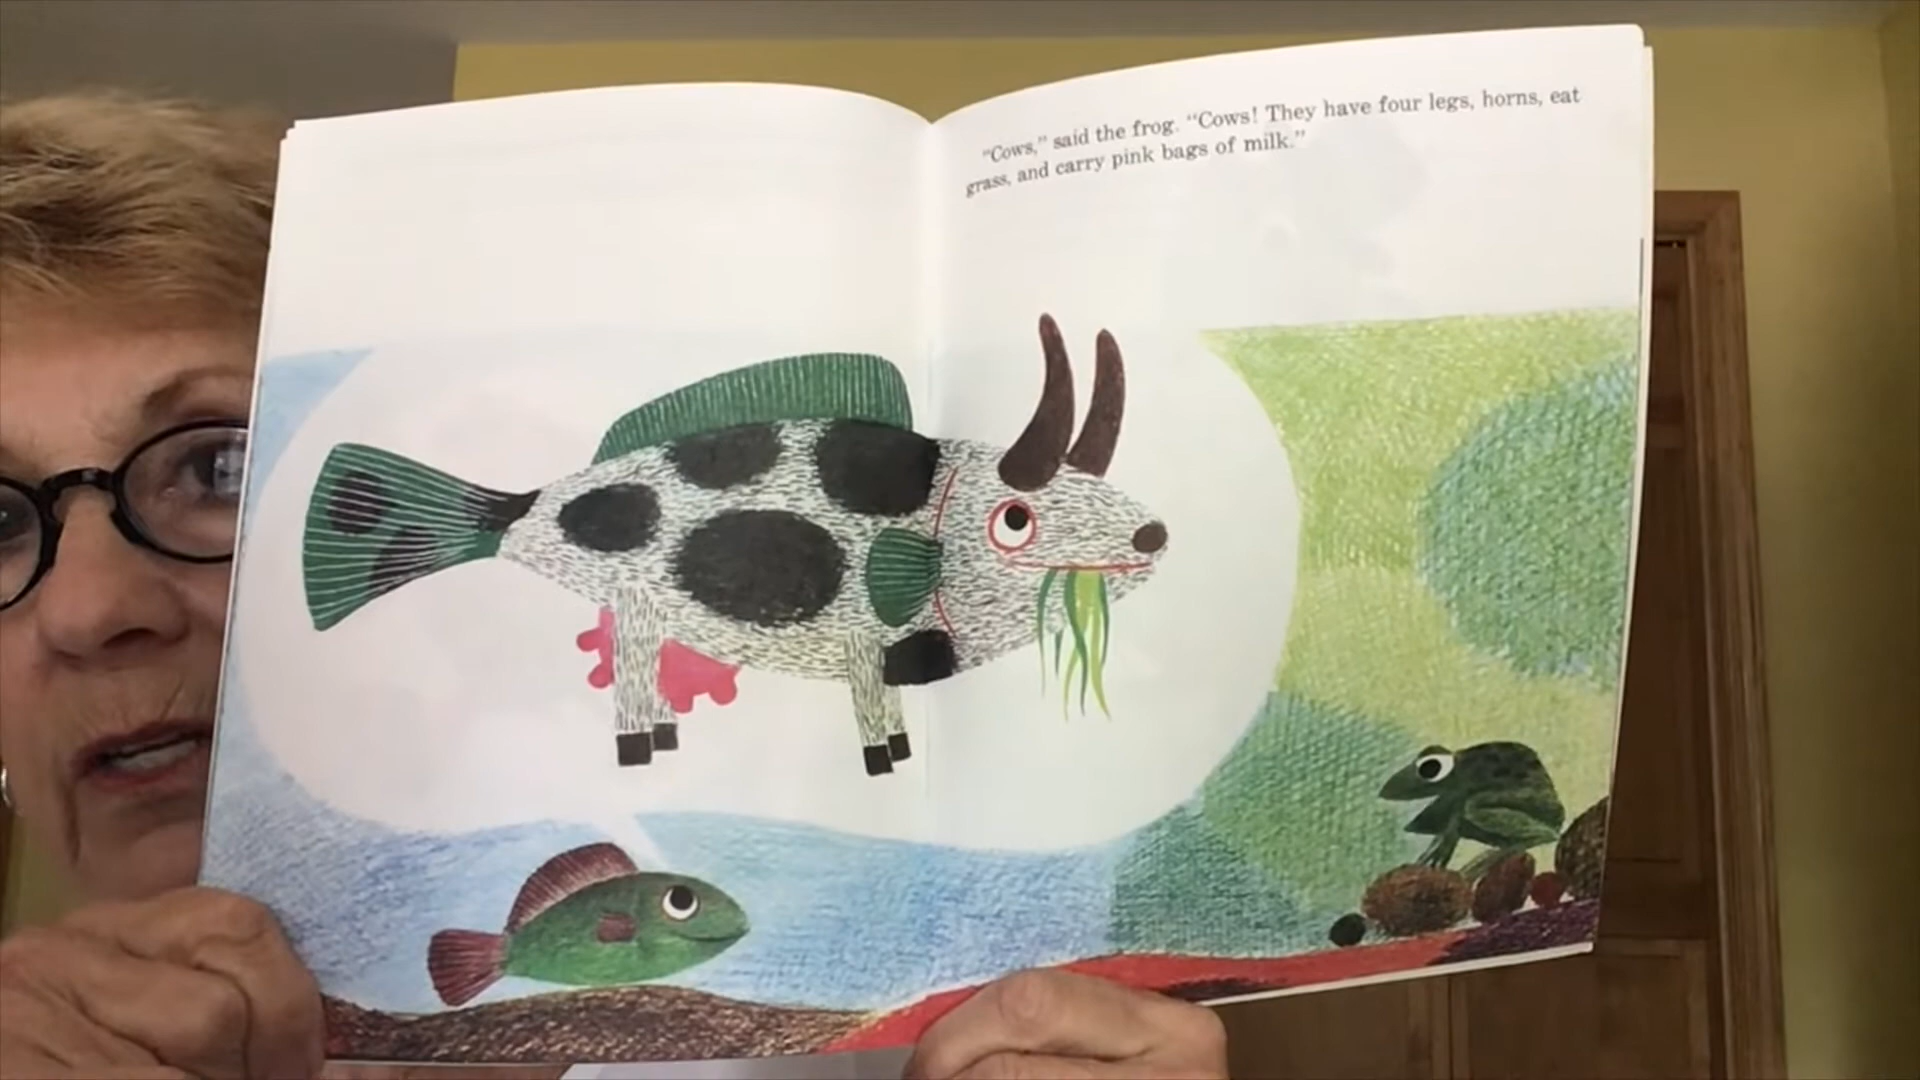 "Cows," said the frog. "Cows! They have four legs, horns, eat
grass, and carry pink bags of milk."